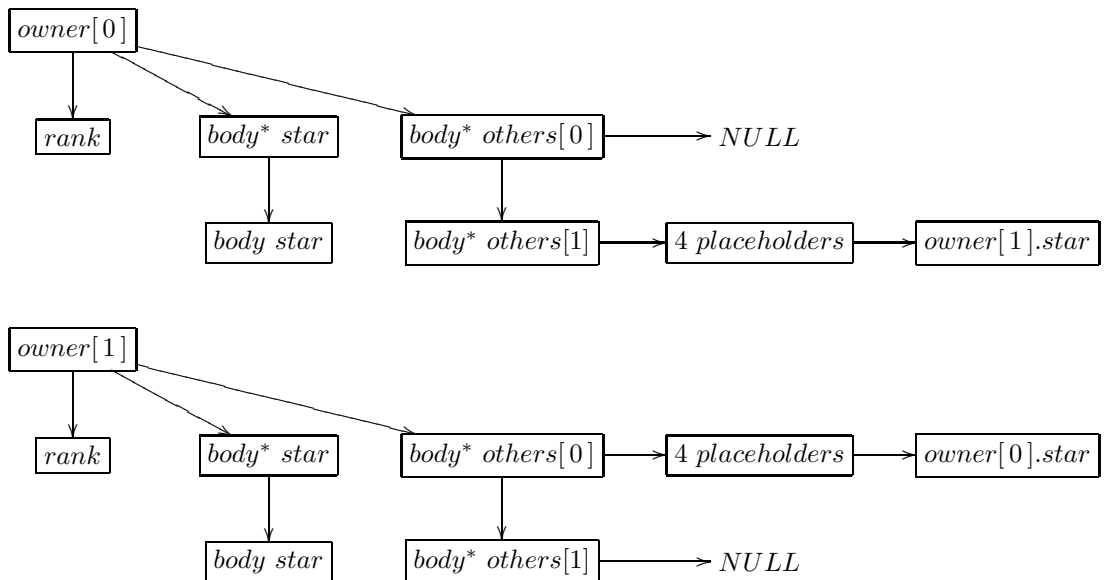 owner[0]
rank body* star body* others[0] NULL
body star body* others[1] 4 placeholders owner[1].star
owner[1]
rank body* star body* others[0] 4 placeholders owner[0].star
body star body* others[1] NULL